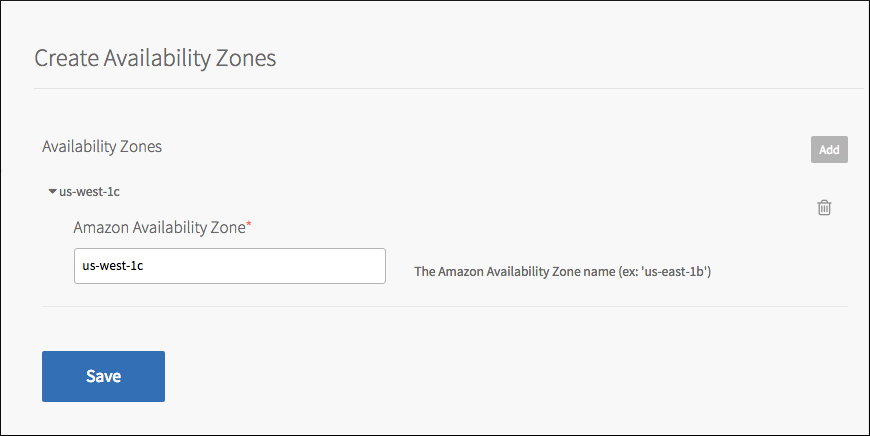 Create Availability Zones
Availability Zones
Add
us-west-1c
Amazon Availability Zone*
us-west-1c
The Amazon Availability Zone name (ex: 'us-east-1b')
Save